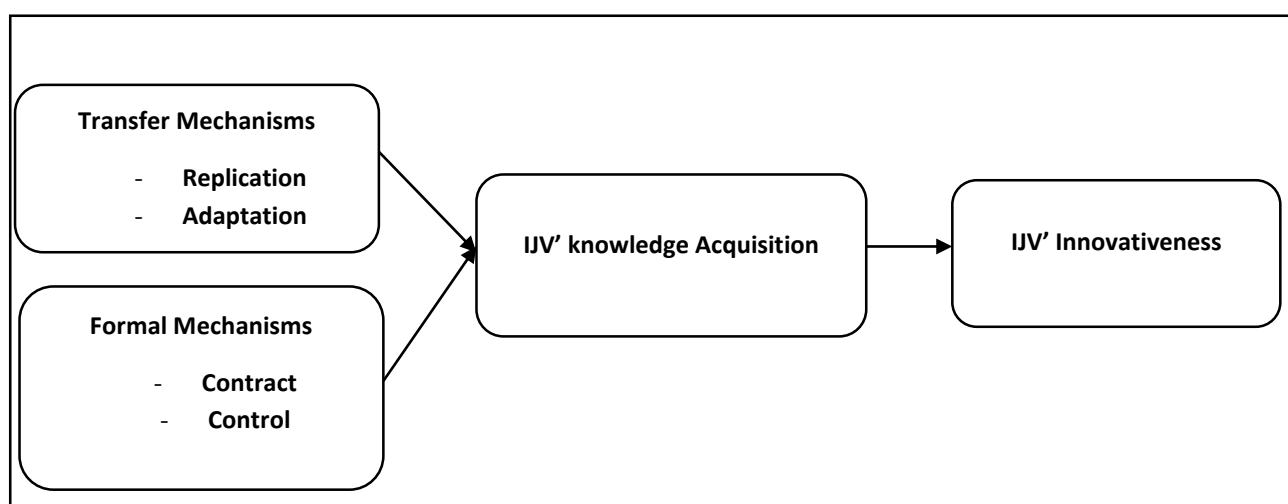 Transfer Mechanisms
- Replication
- Adaptation
Formal Mechanisms
- Contract
- Control
IJV’ knowledge Acquisition
IJV’ Innovativeness